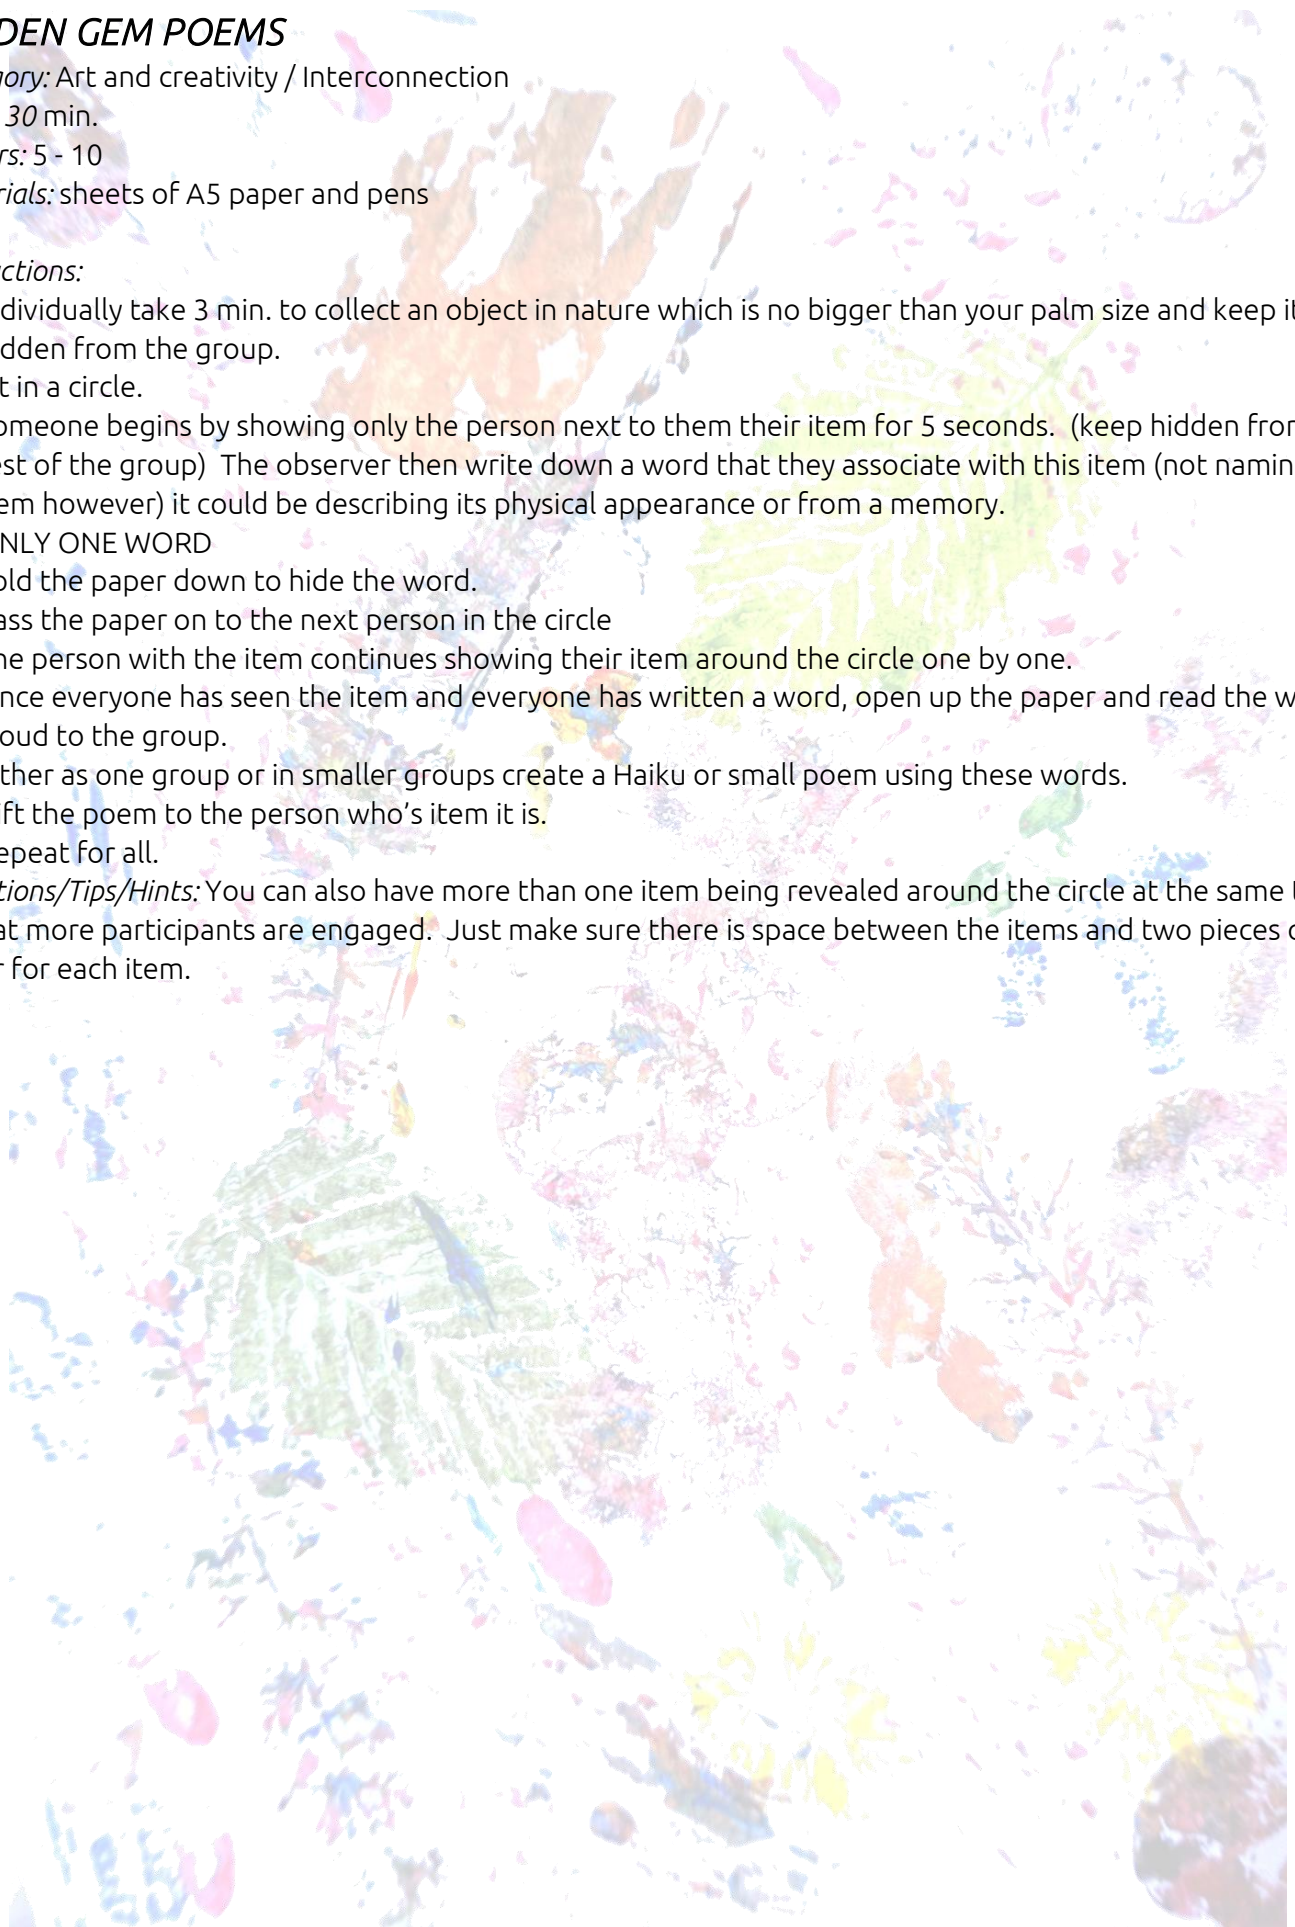 DEN GEM POEMS
gory: Art and creativity / Interconnection
30 min.
rs: 5 - 10
rials: sheets of A5 paper and pens
uctions:
dividually take 3 min. to collect an object in nature which is no bigger than your palm size and keep it
dden from the group.
t in a circle.
omeone begins by showing only the person next to them their item for 5 seconds. (keep hidden from
est of the group) The observer then write down a word that they associate with this item (not namin
em however) it could be describing its physical appearance or from a memory.
NLY ONE WORD
old the paper down to hide the word.
ass the paper on to the next person in the circle
he person with the item continues showing their item around the circle one by one.
nce everyone has seen the item and everyone has written a word, open up the paper and read the w
oud to the group.
ther as one group or in smaller groups create a Haiku or small poem using these words.
ift the poem to the person who's item it is.
epeat for all.
tions/Tips/Hints: You can also have more than one item being revealed around the circle at the same t
at more participants are engaged. Just make sure there is space between the items and two pieces o
r for each item.